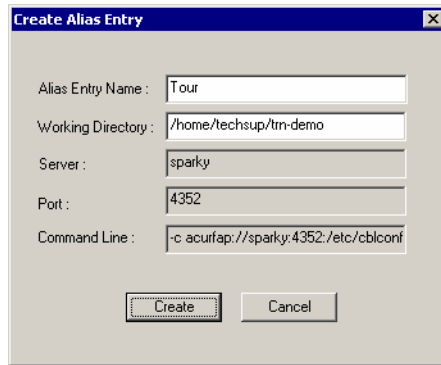 Create Alias Entry
Alias Entry Name : Tour
Working Directory : /home/techsup/trn-demo
Server : sparky
Port : 4352
Command Line : -c acurfap://sparky:4352:/etc/cblconf
Create Cancel